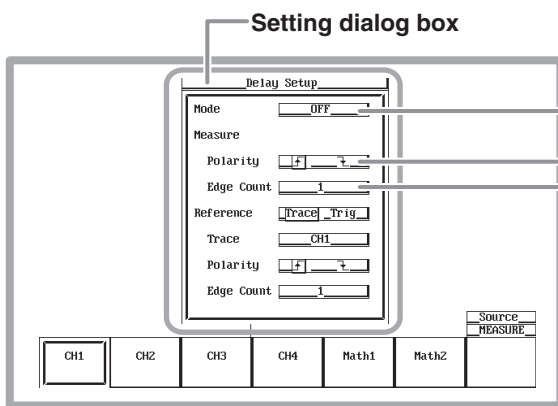 Setting dialog box
Delay Setup
Mode OFF
Measure
Polarity
Edge Count 1
Reference Trace Trig
Trace CH1
Polarity
Edge Count 1
Source
MEASURE
CH1 CH2 CH3 CH4 Math1 Math2